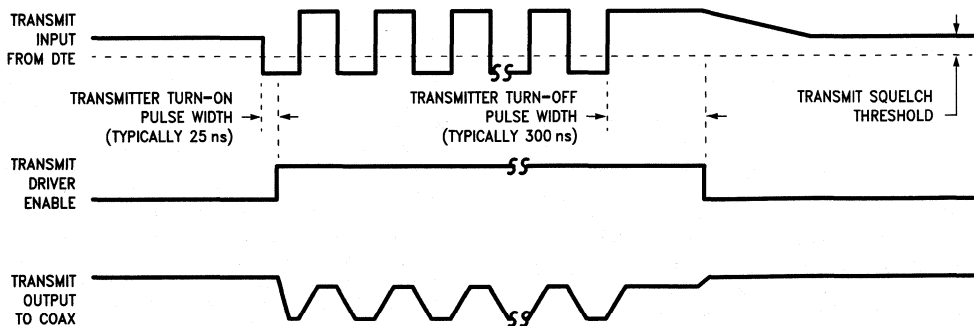 TRANSMIT
INPUT
FROM DTE
TRANSMITTER TURN-ON
PULSE WIDTH
(TYPICALLY 25 ns)
TRANSMITTER TURN-OFF
PULSE WIDTH
(TYPICALLY 300 ns)
TRANSMIT SQUELCH
THRESHOLD
TRANSMIT
DRIVER
ENABLE
TRANSMIT
OUTPUT
TO COAX